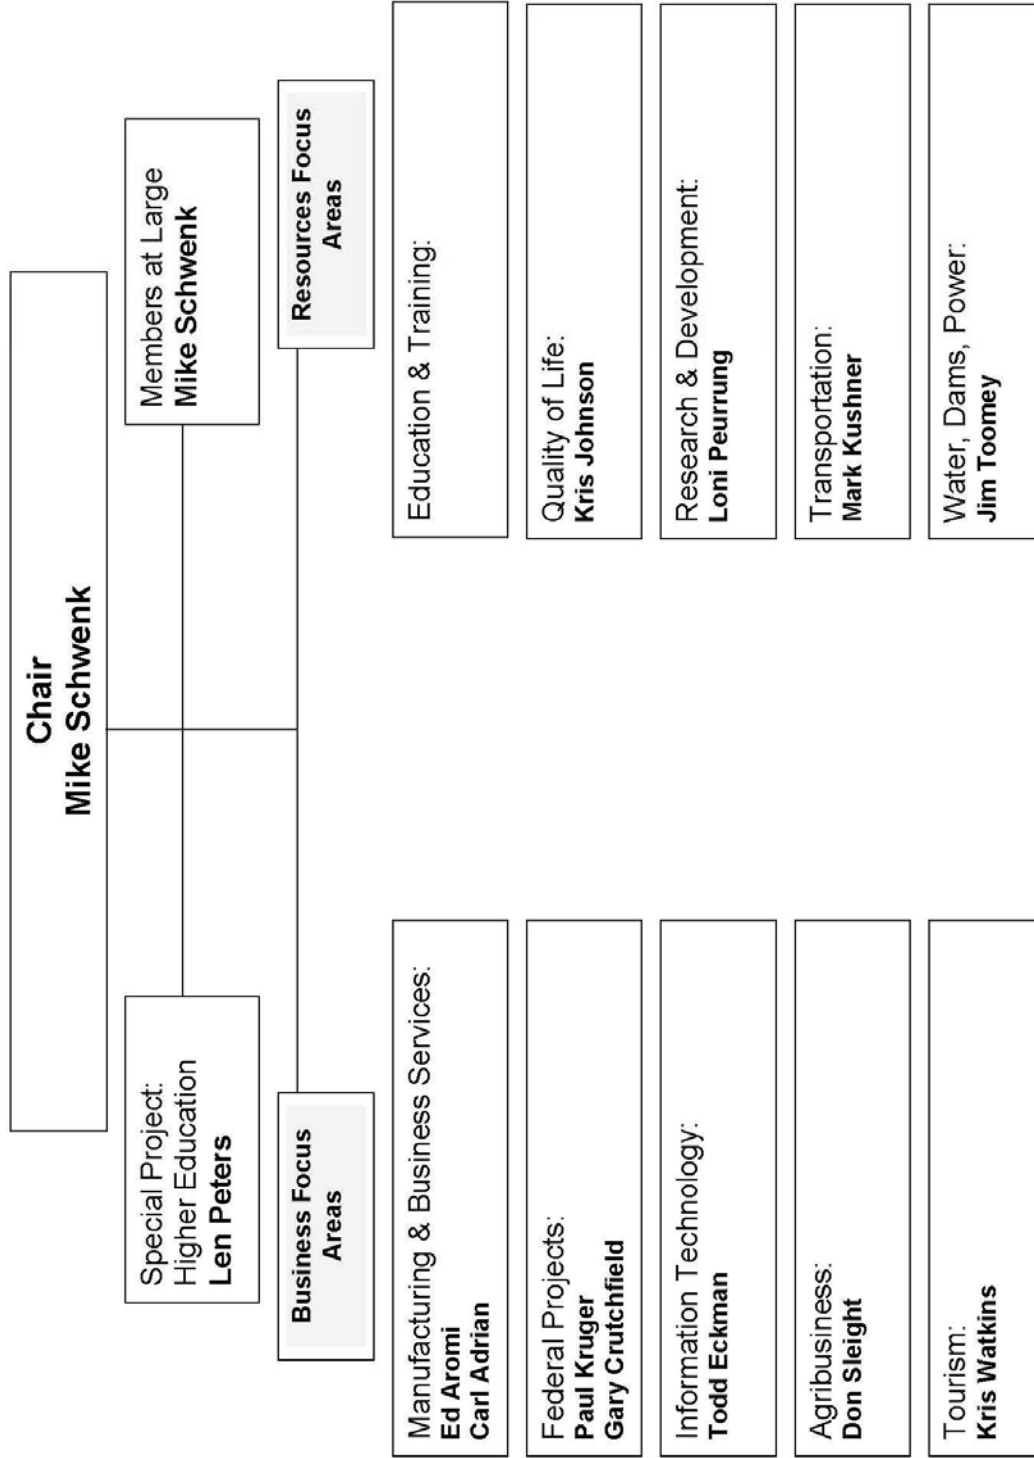 Chair
Mike Schwenk
Special Project:
Higher Education
Len Peters
Members at Large
Mike Schwenk
Business Focus
Areas
Resources Focus
Areas
Manufacturing & Business Services:
Ed Aromi
Carl Adrian
Federal Projects:
Paul Kruger
Gary Crutchfield
Information Technology:
Todd Eckman
Agribusiness:
Don Sleight
Tourism:
Kris Watkins
Education & Training:
Quality of Life:
Kris Johnson
Research & Development:
Loni Peurrung
Transportation:
Mark Kushner
Water, Dams, Power:
Jim Toomey